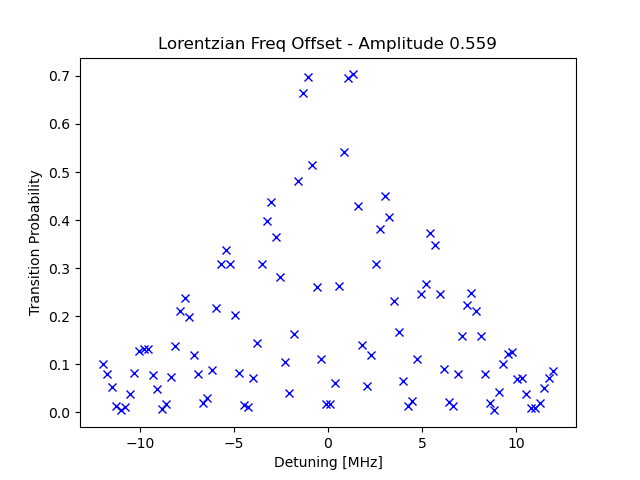 Lorentzian Freq Offset - Amplitude 0.559
0.7
0.6
0.5
0.4
0.3
0.2
0.1
0.0
Transition Probability
−10 −5 0 5 10
Detuning [MHz]